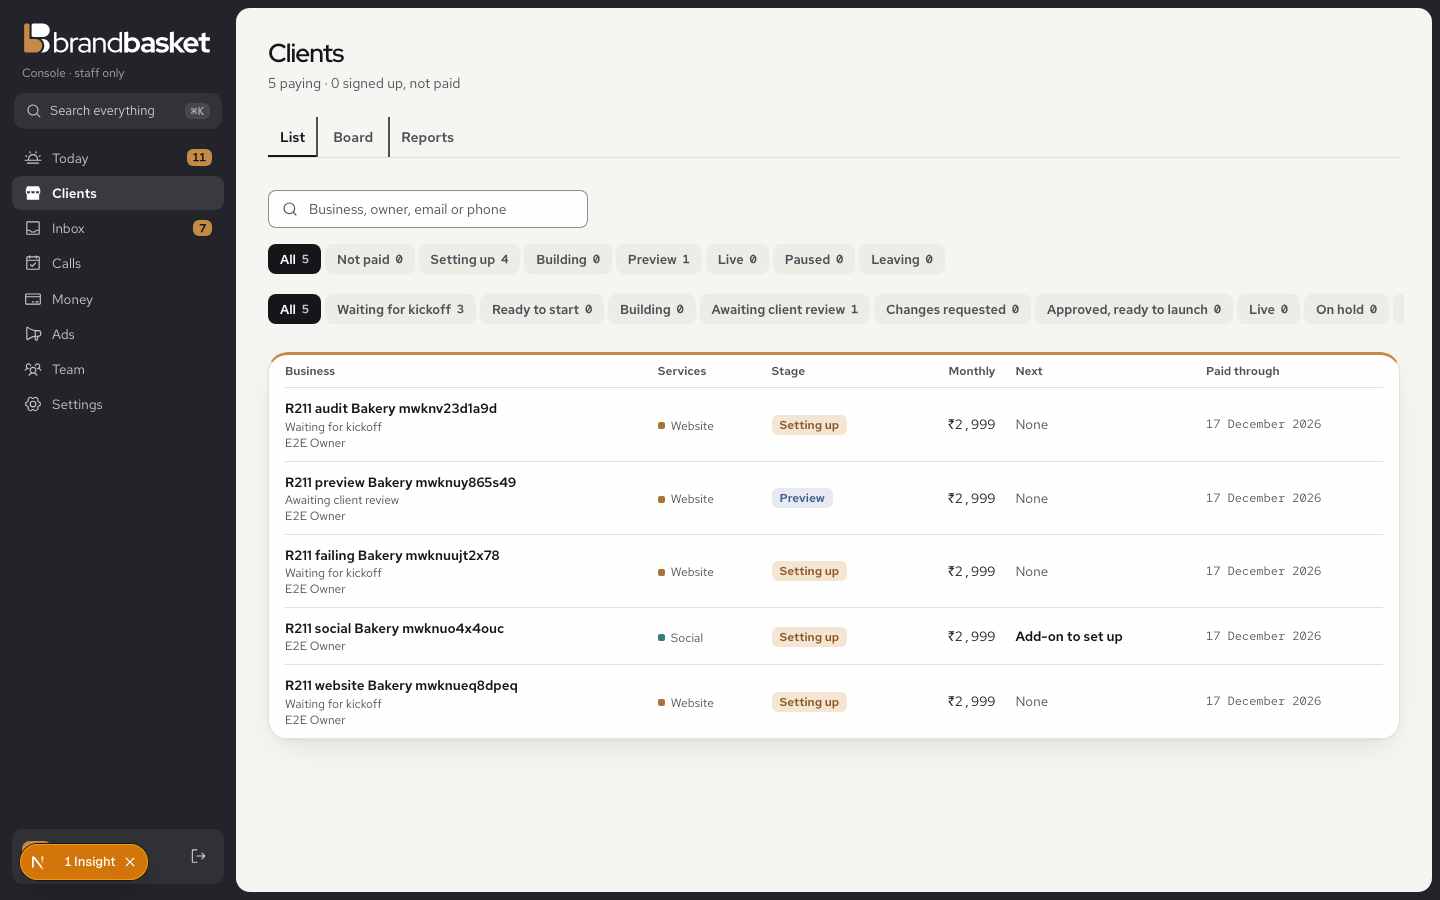 brandbasket
Console · staff only
Search everything ⌘K
Today 11
Clients
Inbox 7
Calls
Money
Ads
Team
Settings
1 Insight
Clients
5 paying · 0 signed up, not paid
List Board Reports
Business, owner, email or phone
All 5 Not paid 0 Setting up 4 Building 0 Preview 1 Live 0 Paused 0 Leaving 0
All 5 Waiting for kickoff 3 Ready to start 0 Building 0 Awaiting client review 1 Changes requested 0 Approved, ready to launch 0 Live 0 On hold 0
Business Services Stage Monthly Next Paid through
R211 audit Bakery mwknv23d1a9d
Waiting for kickoff
E2E Owner
Website Setting up ₹2,999 None 17 December 2026
R211 preview Bakery mwknuy865s49
Awaiting client review
E2E Owner
Website Preview ₹2,999 None 17 December 2026
R211 failing Bakery mwknuujt2x78
Waiting for kickoff
E2E Owner
Website Setting up ₹2,999 None 17 December 2026
R211 social Bakery mwknuo4x4ouc
E2E Owner
Social Setting up ₹2,999 Add-on to set up 17 December 2026
R211 website Bakery mwknueq8dpeq
Waiting for kickoff
E2E Owner
Website Setting up ₹2,999 None 17 December 2026